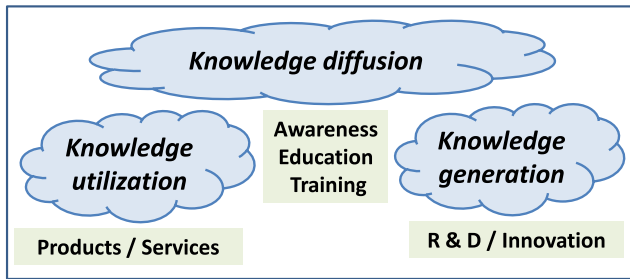 Knowledge diffusion
Knowledge
utilization
Awareness
Education
Training
Knowledge
generation
Products / Services
R & D / Innovation